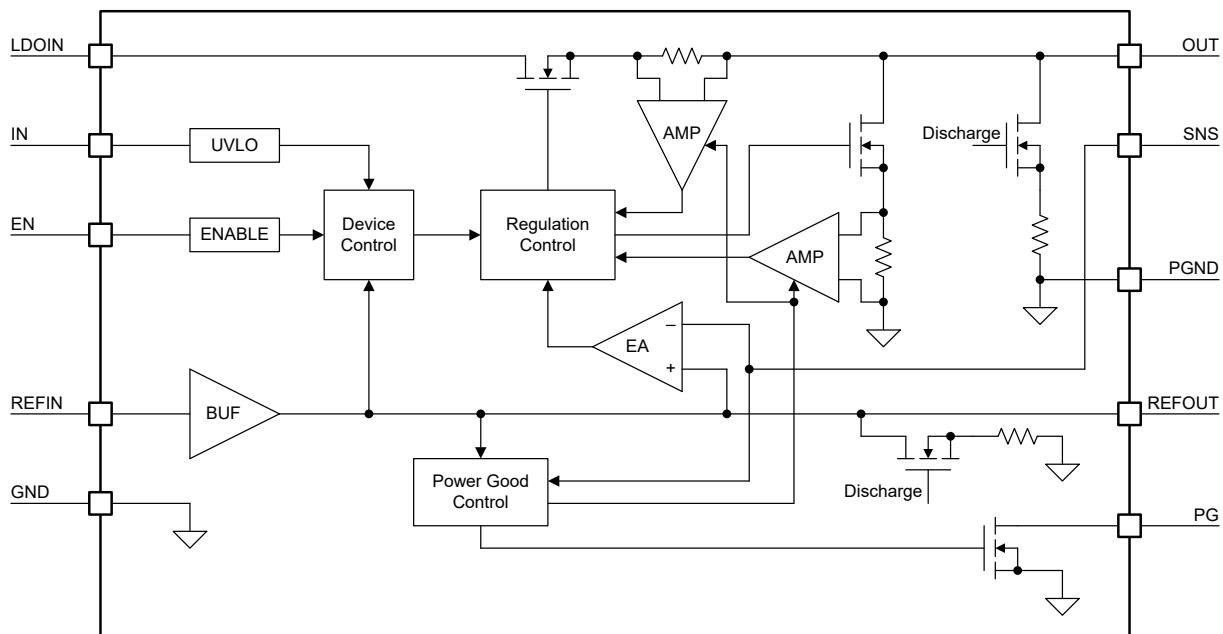 LDOIN
OUT
IN
UVLO
AMP
Discharge
SNS
EN
ENABLE
Device
Control
Regulation
Control
AMP
PGND
EA
–
+
REFIN
BUF
REFOUT
GND
Power Good
Control
Discharge
PG